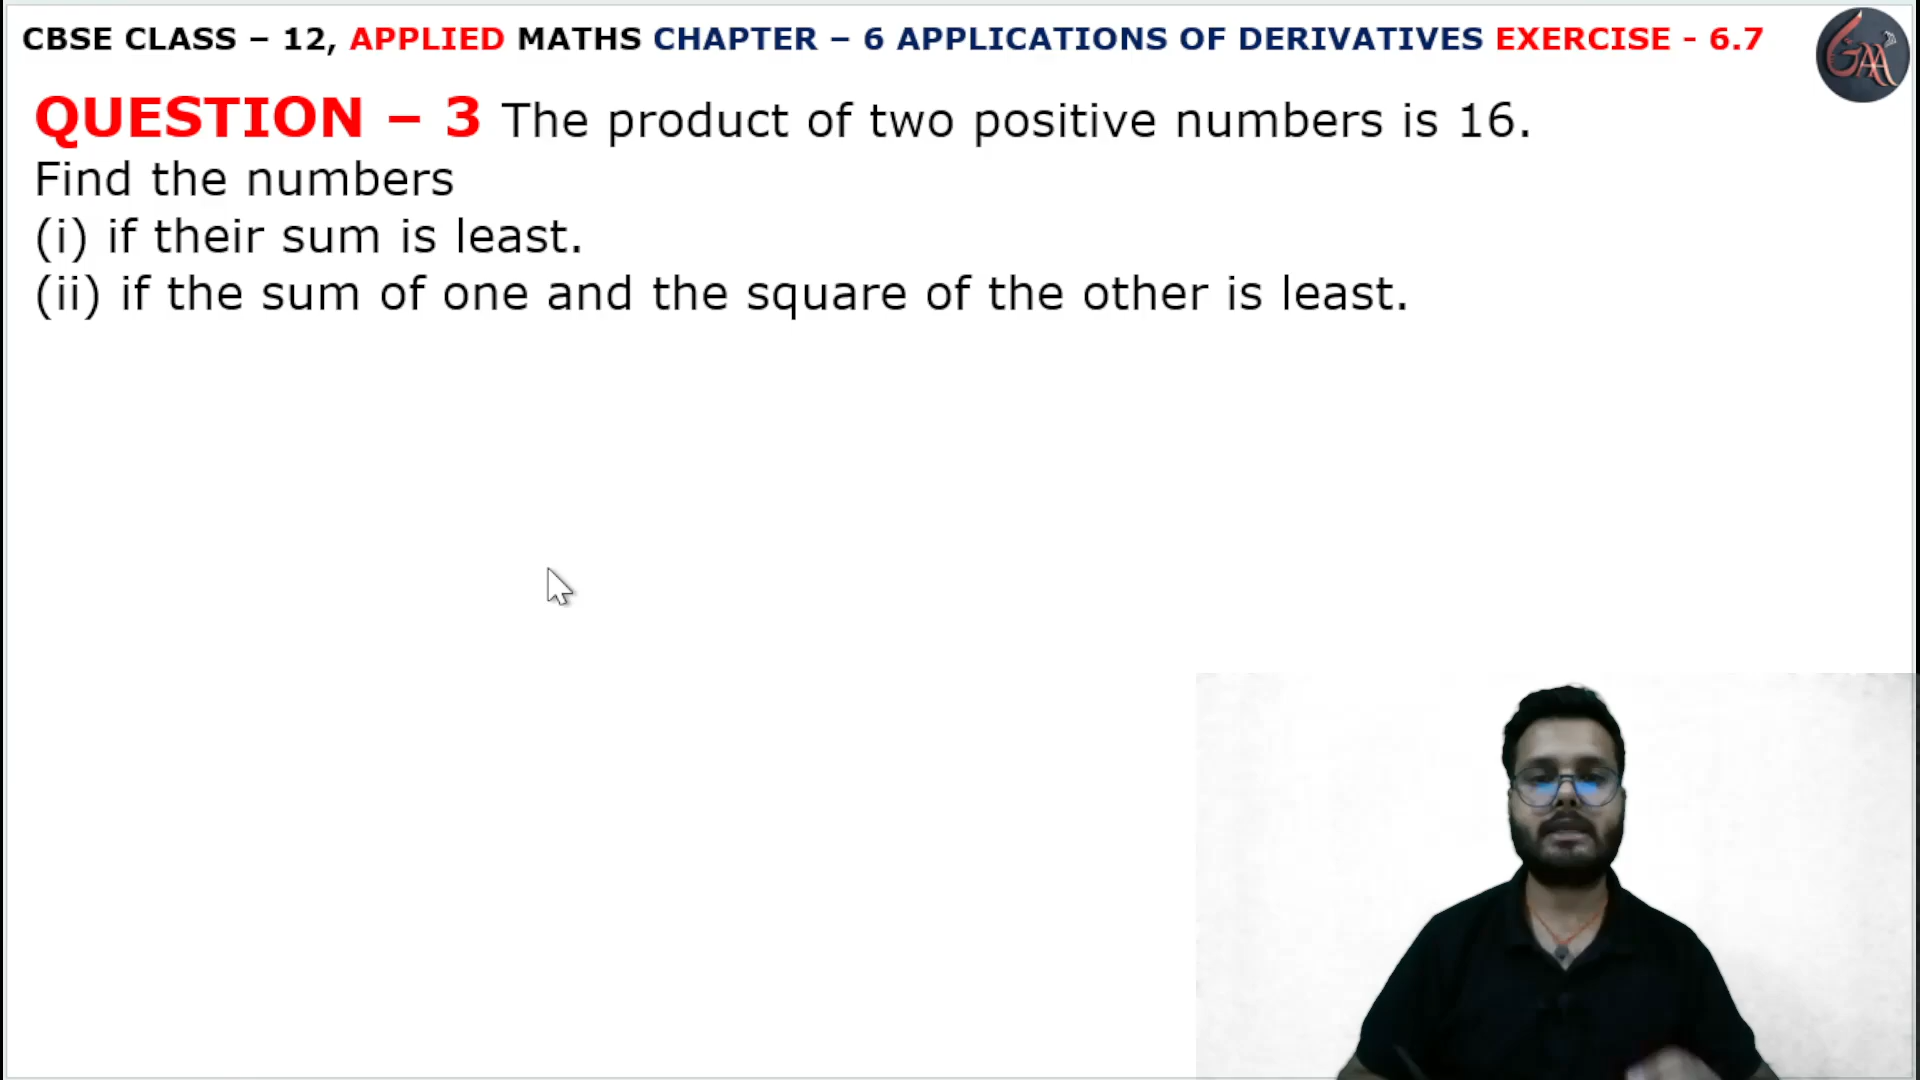 CBSE CLASS – 12, APPLIED MATHS CHAPTER – 6 APPLICATIONS OF DERIVATIVES EXERCISE - 6.7
QUESTION – 3 The product of two positive numbers is 16.
Find the numbers
(i) if their sum is least.
(ii) if the sum of one and the square of the other is least.